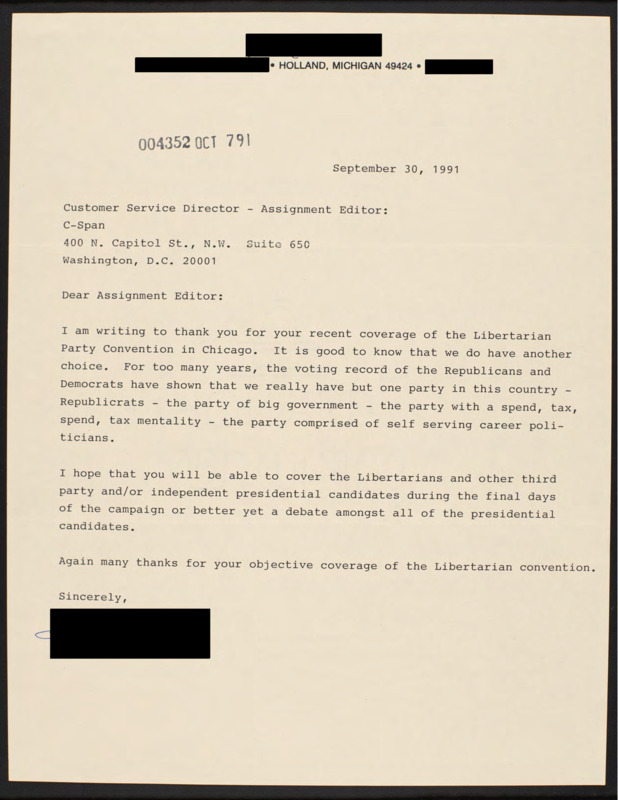 • HOLLAND, MICHIGAN 49424 •
004352 OCT 791
September 30, 1991
Customer Service Director - Assignment Editor:
C-Span
400 N. Capitol St., N.W. Suite 650
Washington, D.C. 20001
Dear Assignment Editor:
I am writing to thank you for your recent coverage of the Libertarian
Party Convention in Chicago. It is good to know that we do have another
choice. For too many years, the voting record of the Republicans and
Democrats have shown that we really have but one party in this country -
Republicrats - the party of big government - the party with a spend, tax,
spend, tax mentality - the party comprised of self serving career poli-
ticians.
I hope that you will be able to cover the Libertarians and other third
party and/or independent presidential candidates during the final days
of the campaign or better yet a debate amongst all of the presidential
candidates.
Again many thanks for your objective coverage of the Libertarian convention.
Sincerely,